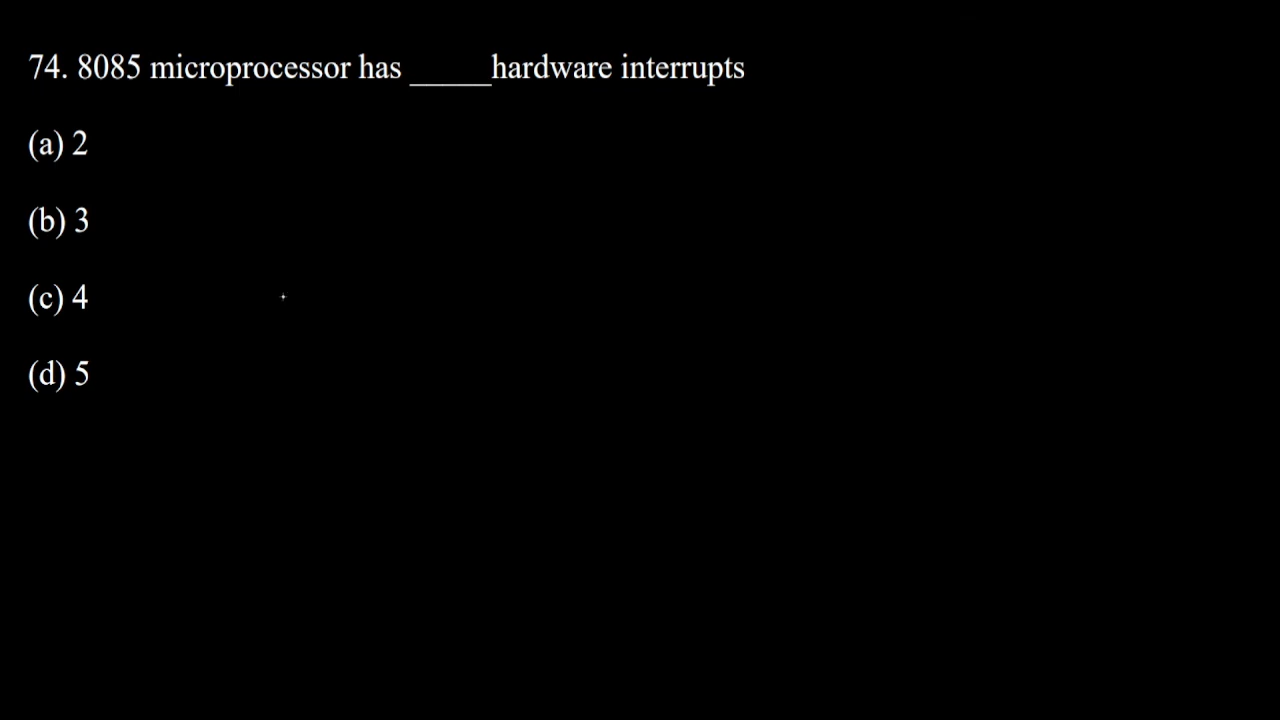 74. 8085 microprocessor has _____hardware interrupts
(a) 2
(b) 3
(c) 4
(d) 5